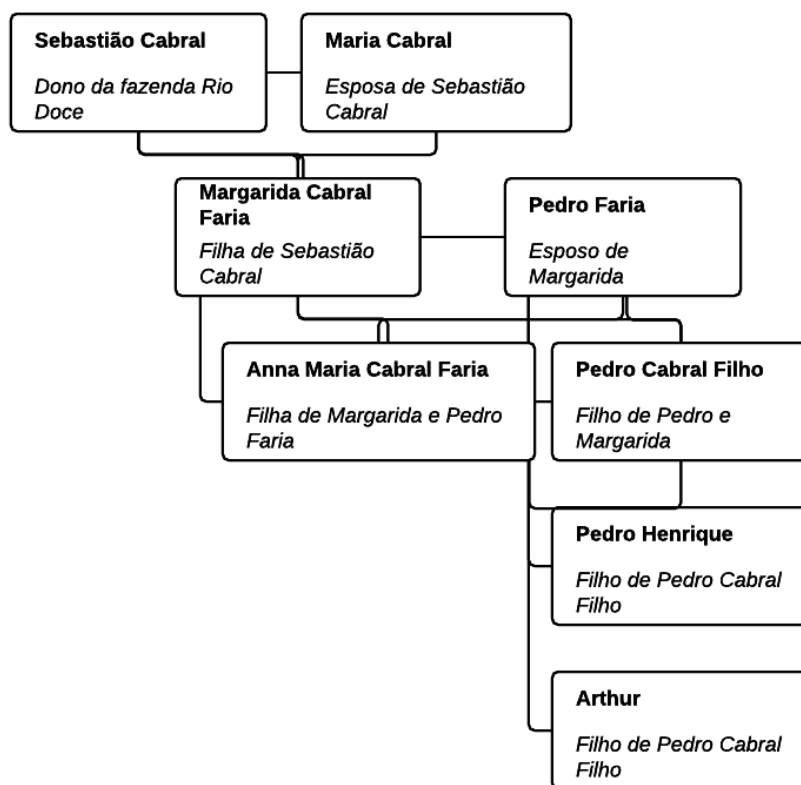 Sebastião Cabral
Dono da fazenda Rio
Doce
Maria Cabral
Esposa de Sebastião
Cabral
Margarida Cabral
Faria
Filha de Sebastião
Cabral
Pedro Faria
Esposo de
Margarida
Anna Maria Cabral Faria
Filha de Margarida e Pedro
Faria
Pedro Cabral Filho
Filho de Pedro e
Margarida
Pedro Henrique
Filho de Pedro Cabral
Filho
Arthur
Filho de Pedro Cabral
Filho